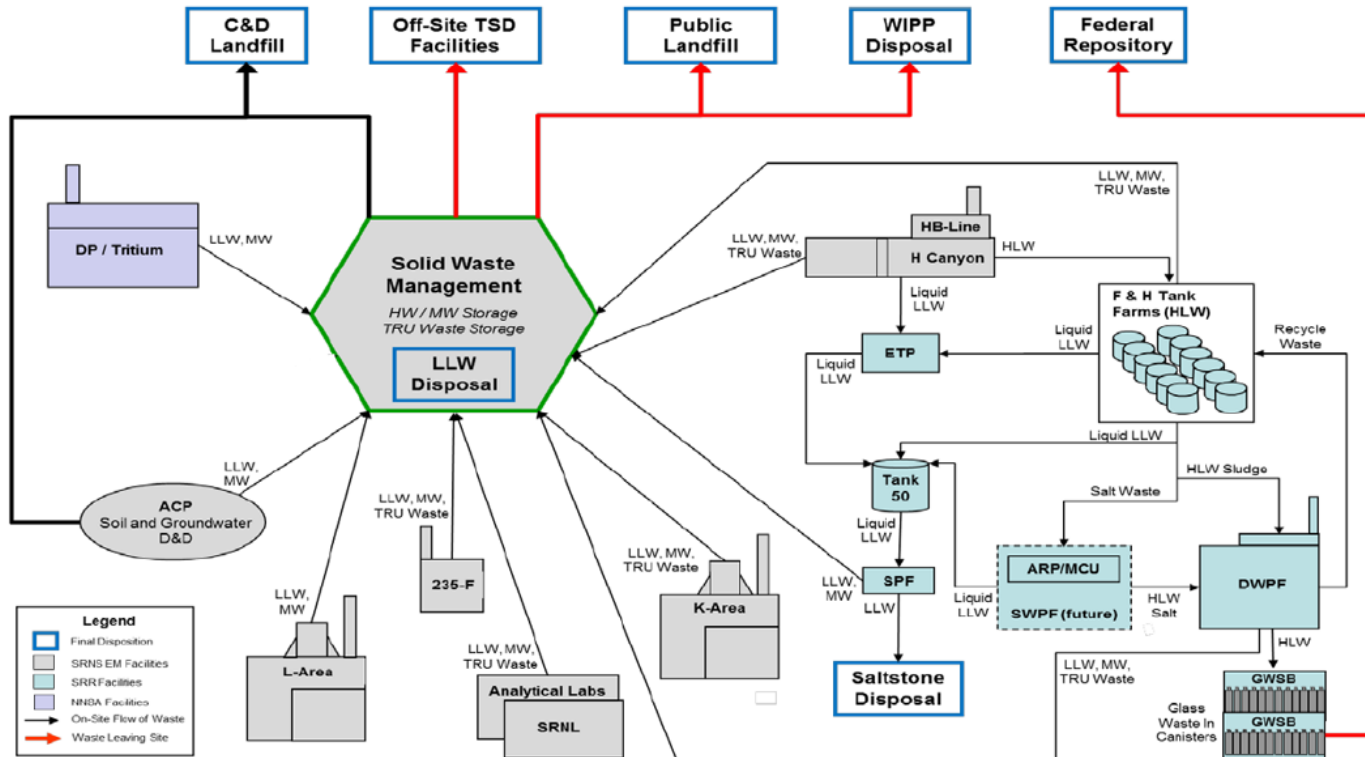 C&D
Landfill
Off-Site TSD
Facilities
Public
Landfill
WIPP
Disposal
Federal
Repository
DP / Tritium
LLW, MW
Solid Waste
Management
HW / MW Storage
TRU Waste Storage
LLW
Disposal
LLW, MW,
TRU Waste
HB-Line
H Canyon
HLW
LLW, MW,
TRU Waste
Liquid
LLW
ETP
Liquid
LLW
Liquid
LLW
F & H Tank
Farms (HLW)
Recycle
Waste
Liquid LLW
Tank
50
HLW Sludge
Salt Waste
Liquid
LLW
ACP
Soil and Groundwater
D&D
LLW,
MW
LLW, MW,
TRU Waste
235-F
LLW, MW,
TRU Waste
K-Area
LLW,
MW
SPF
LLW
Liquid
LLW
ARP/MCU
SWPF (future)
HLW
Salt
DWPF
HLW
Saltstone
Disposal
LLW,
MW
L-Area
LLW, MW,
TRU Waste
Analytical Labs
SRNL
LLW, MW,
TRU Waste
GWSB
GWSB
Glass
Waste In
Canisters
Legend
Final Disposition
SRNS EM Facilities
SRR Facilities
NNSA Facilities
On-Site Flow of Waste
Waste Leaving Site